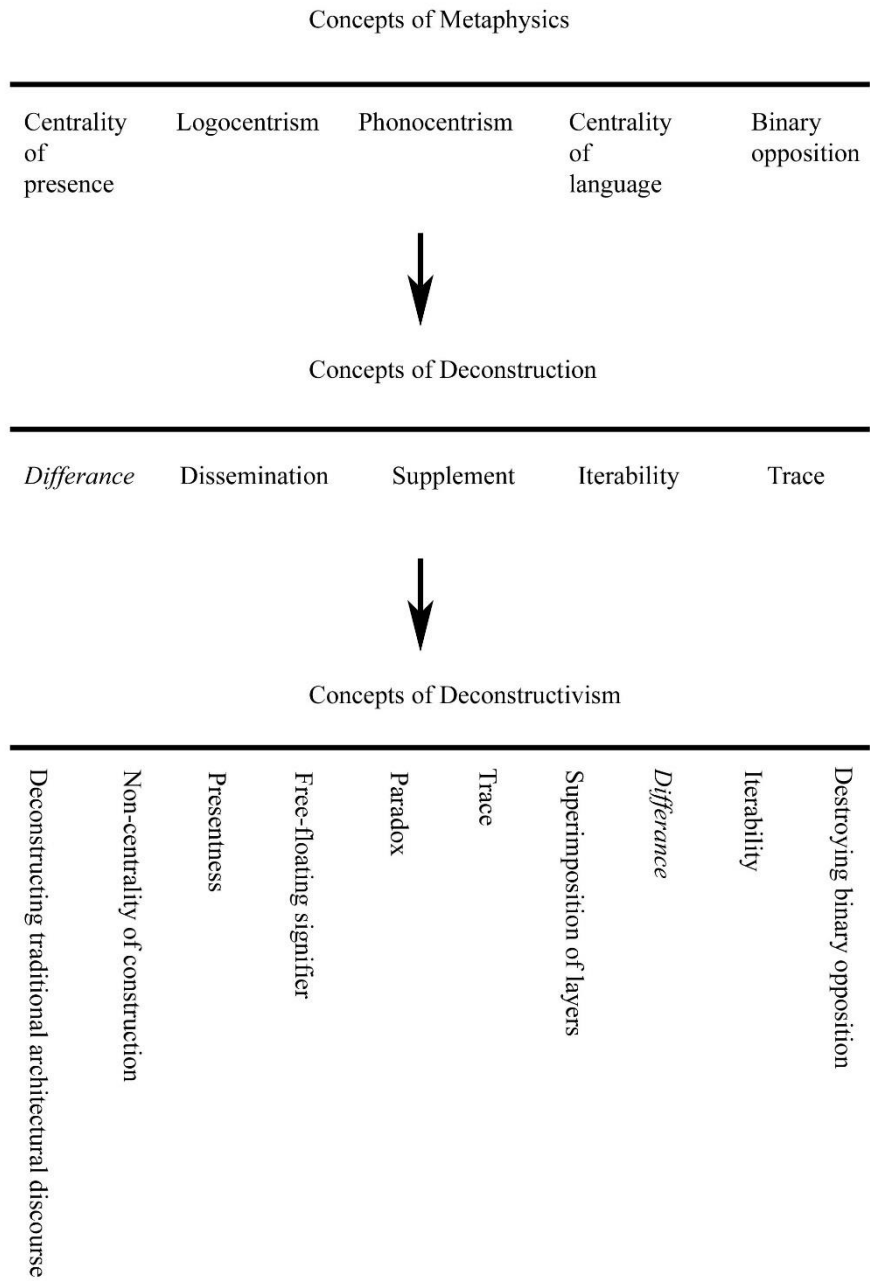 Concepts of Metaphysics
Centrality
of
presence
Logocentrism
Phonocentrism
Centrality
of
language
Binary
opposition
Concepts of Deconstruction
Differance
Dissemination
Supplement
Iterability
Trace
Concepts of Deconstructivism
Deconstructing traditional architectural discourse
Non-centrality of construction
Presentness
Free-floating signifier
Paradox
Trace
Superimposition of layers
Differance
Iterability
Destroying binary opposition